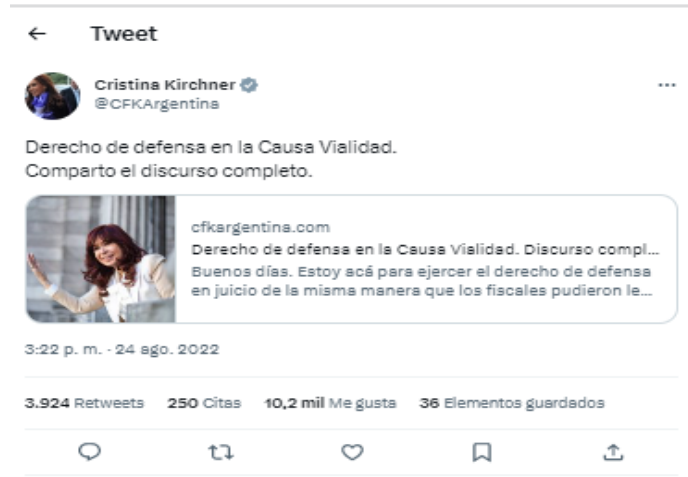 Tweet
Cristina Kirchner
@CFKArgentina
Derecho de defensa en la Causa Vialidad.
Comparto el discurso completo.
cfkargentina.com
Derecho de defensa en la Causa Vialidad. Discurso compl...
Buenos días. Estoy acá para ejercer el derecho de defensa
en juicio de la misma manera que los fiscales pudieron le...
3:22 p. m. · 24 ago. 2022
3.924 Retweets 250 Citas 10,2 mil Me gusta 36 Elementos guardados